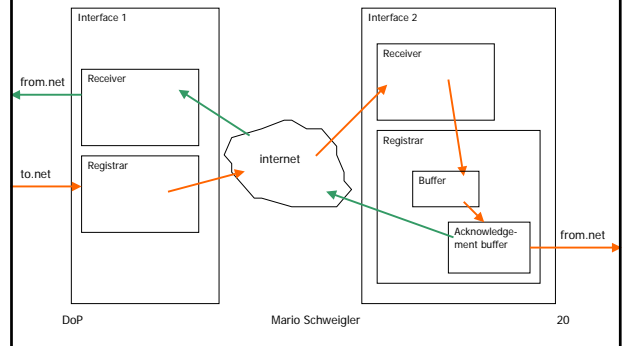 Interface 1
Interface 2
Receiver
from.net
Receiver
Registrar
to.net
internet
Registrar
Buffer
Acknowledge-
ment buffer
from.net
DoP
Mario Schweigler
20